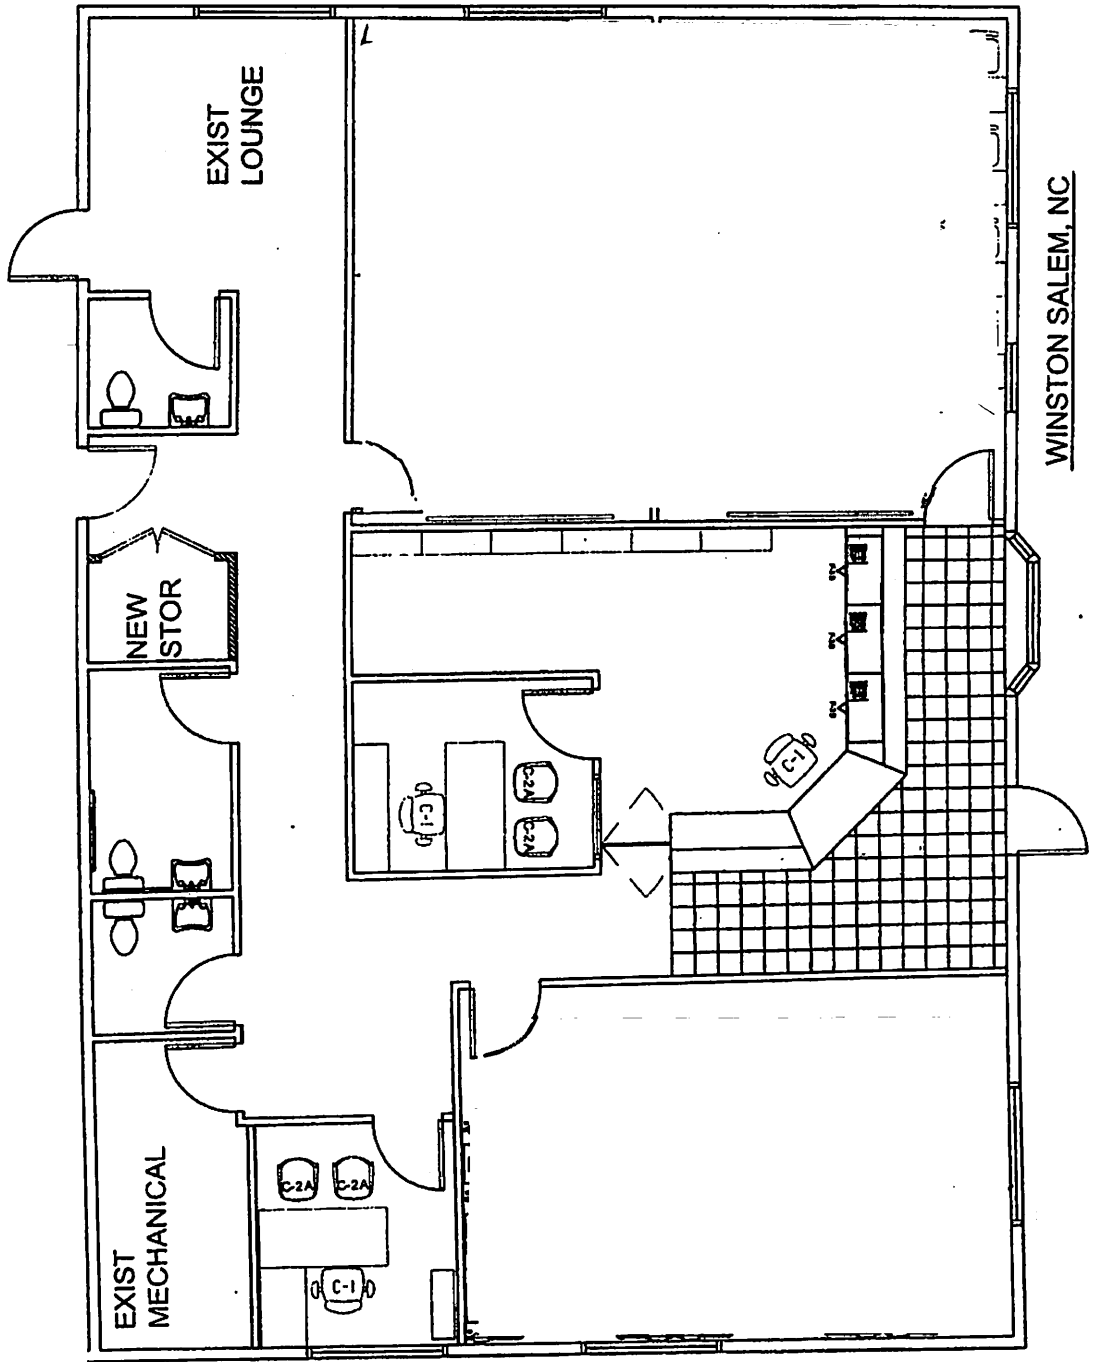 EXIST
MECHANICAL
NEW
STOR
EXIST
LOUNGE
C-2A
C-2A
C-1
C-1
C-2A
C-2A
C-1
WINSTON SALEM, NC